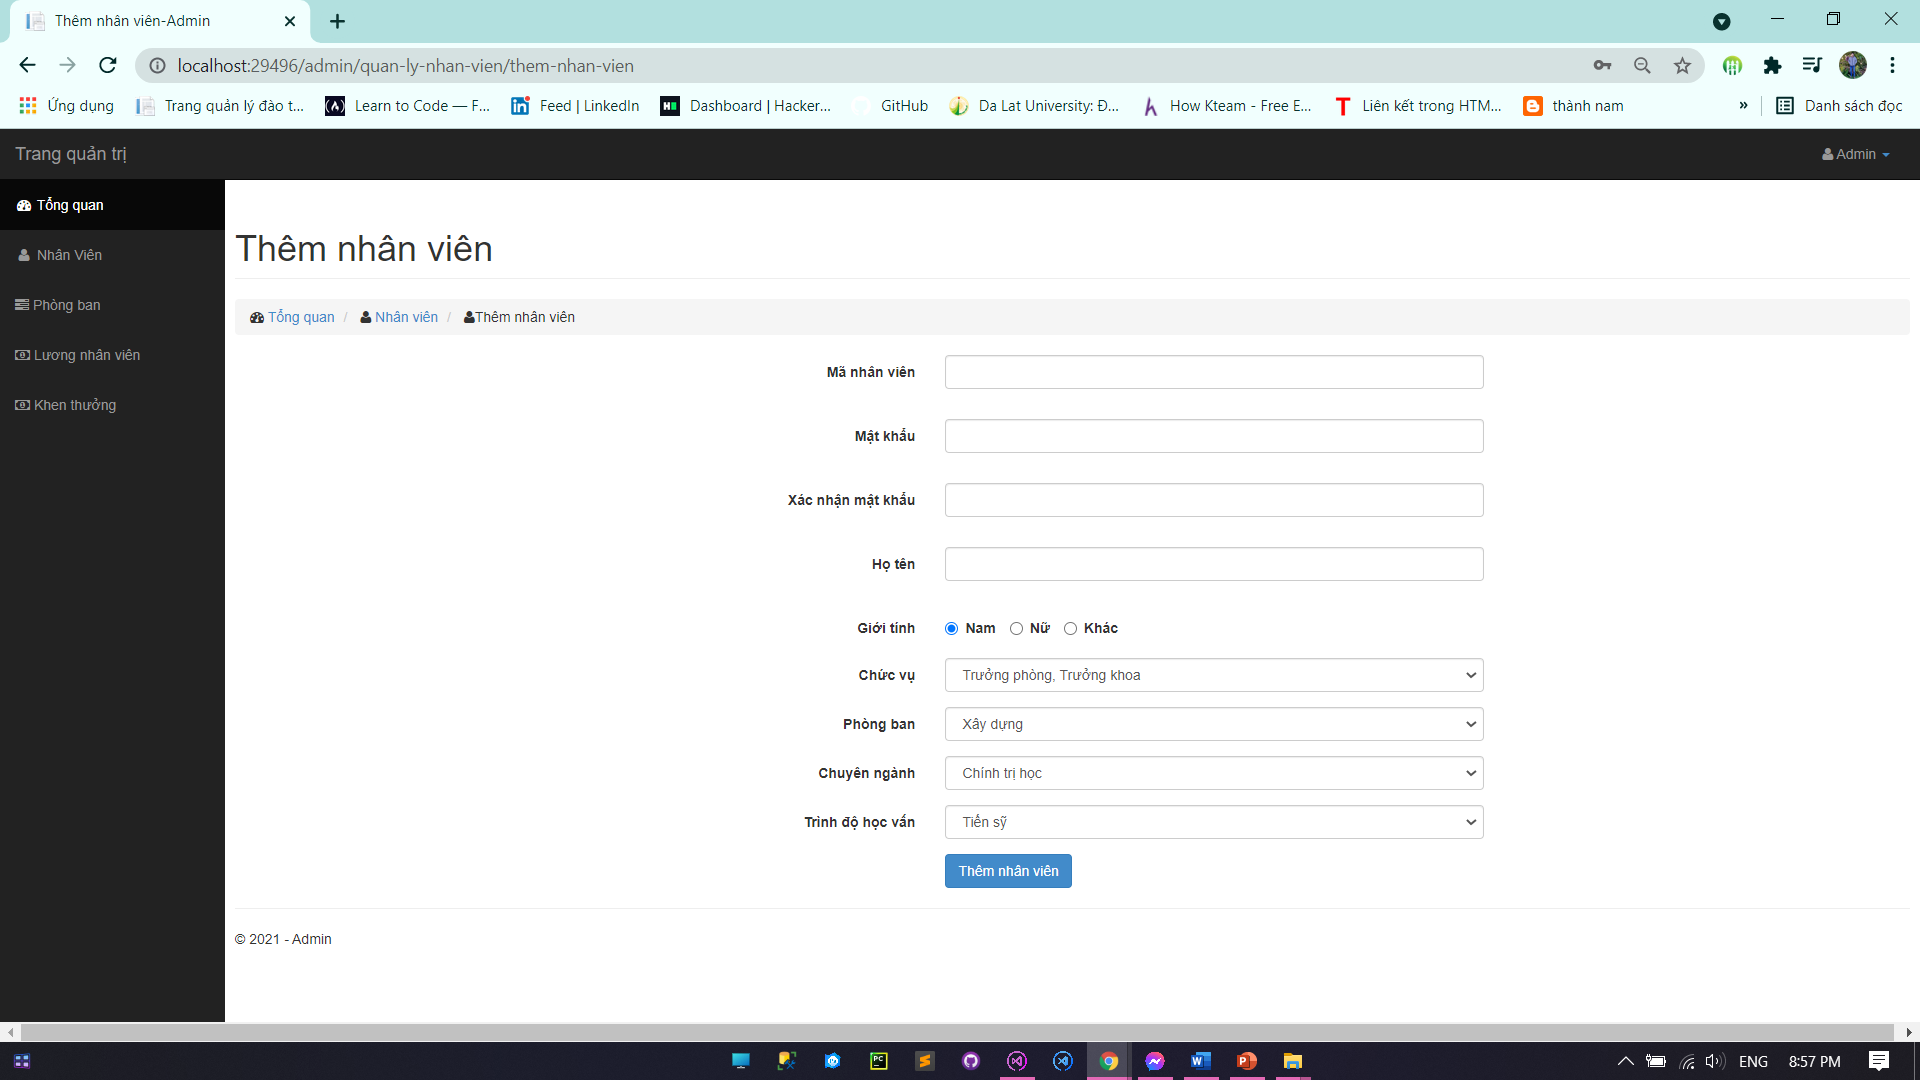 Thêm nhân viên-Admin
localhost:29496/admin/quan-ly-nhan-vien/them-nhan-vien
Ứng dụng
Trang quản lý đào t...
Learn to Code — F...
Feed | LinkedIn
Dashboard | Hacker...
GitHub
Da Lat University: Đ...
How Kteam - Free E...
Liên kết trong HTM...
thành nam
»
Danh sách đọc
Trang quản trị
Admin
Tổng quan
Nhân Viên
Phòng ban
Lương nhân viên
Khen thưởng
Thêm nhân viên
Tổng quan / Nhân viên / Thêm nhân viên
Mã nhân viên
Mật khẩu
Xác nhận mật khẩu
Họ tên
Giới tính Nam Nữ Khác
Chức vụ Trưởng phòng, Trưởng khoa
Phòng ban Xây dựng
Chuyên ngành Chính trị học
Trình độ học vấn Tiến sỹ
Thêm nhân viên
© 2021 - Admin
ENG
8:57 PM